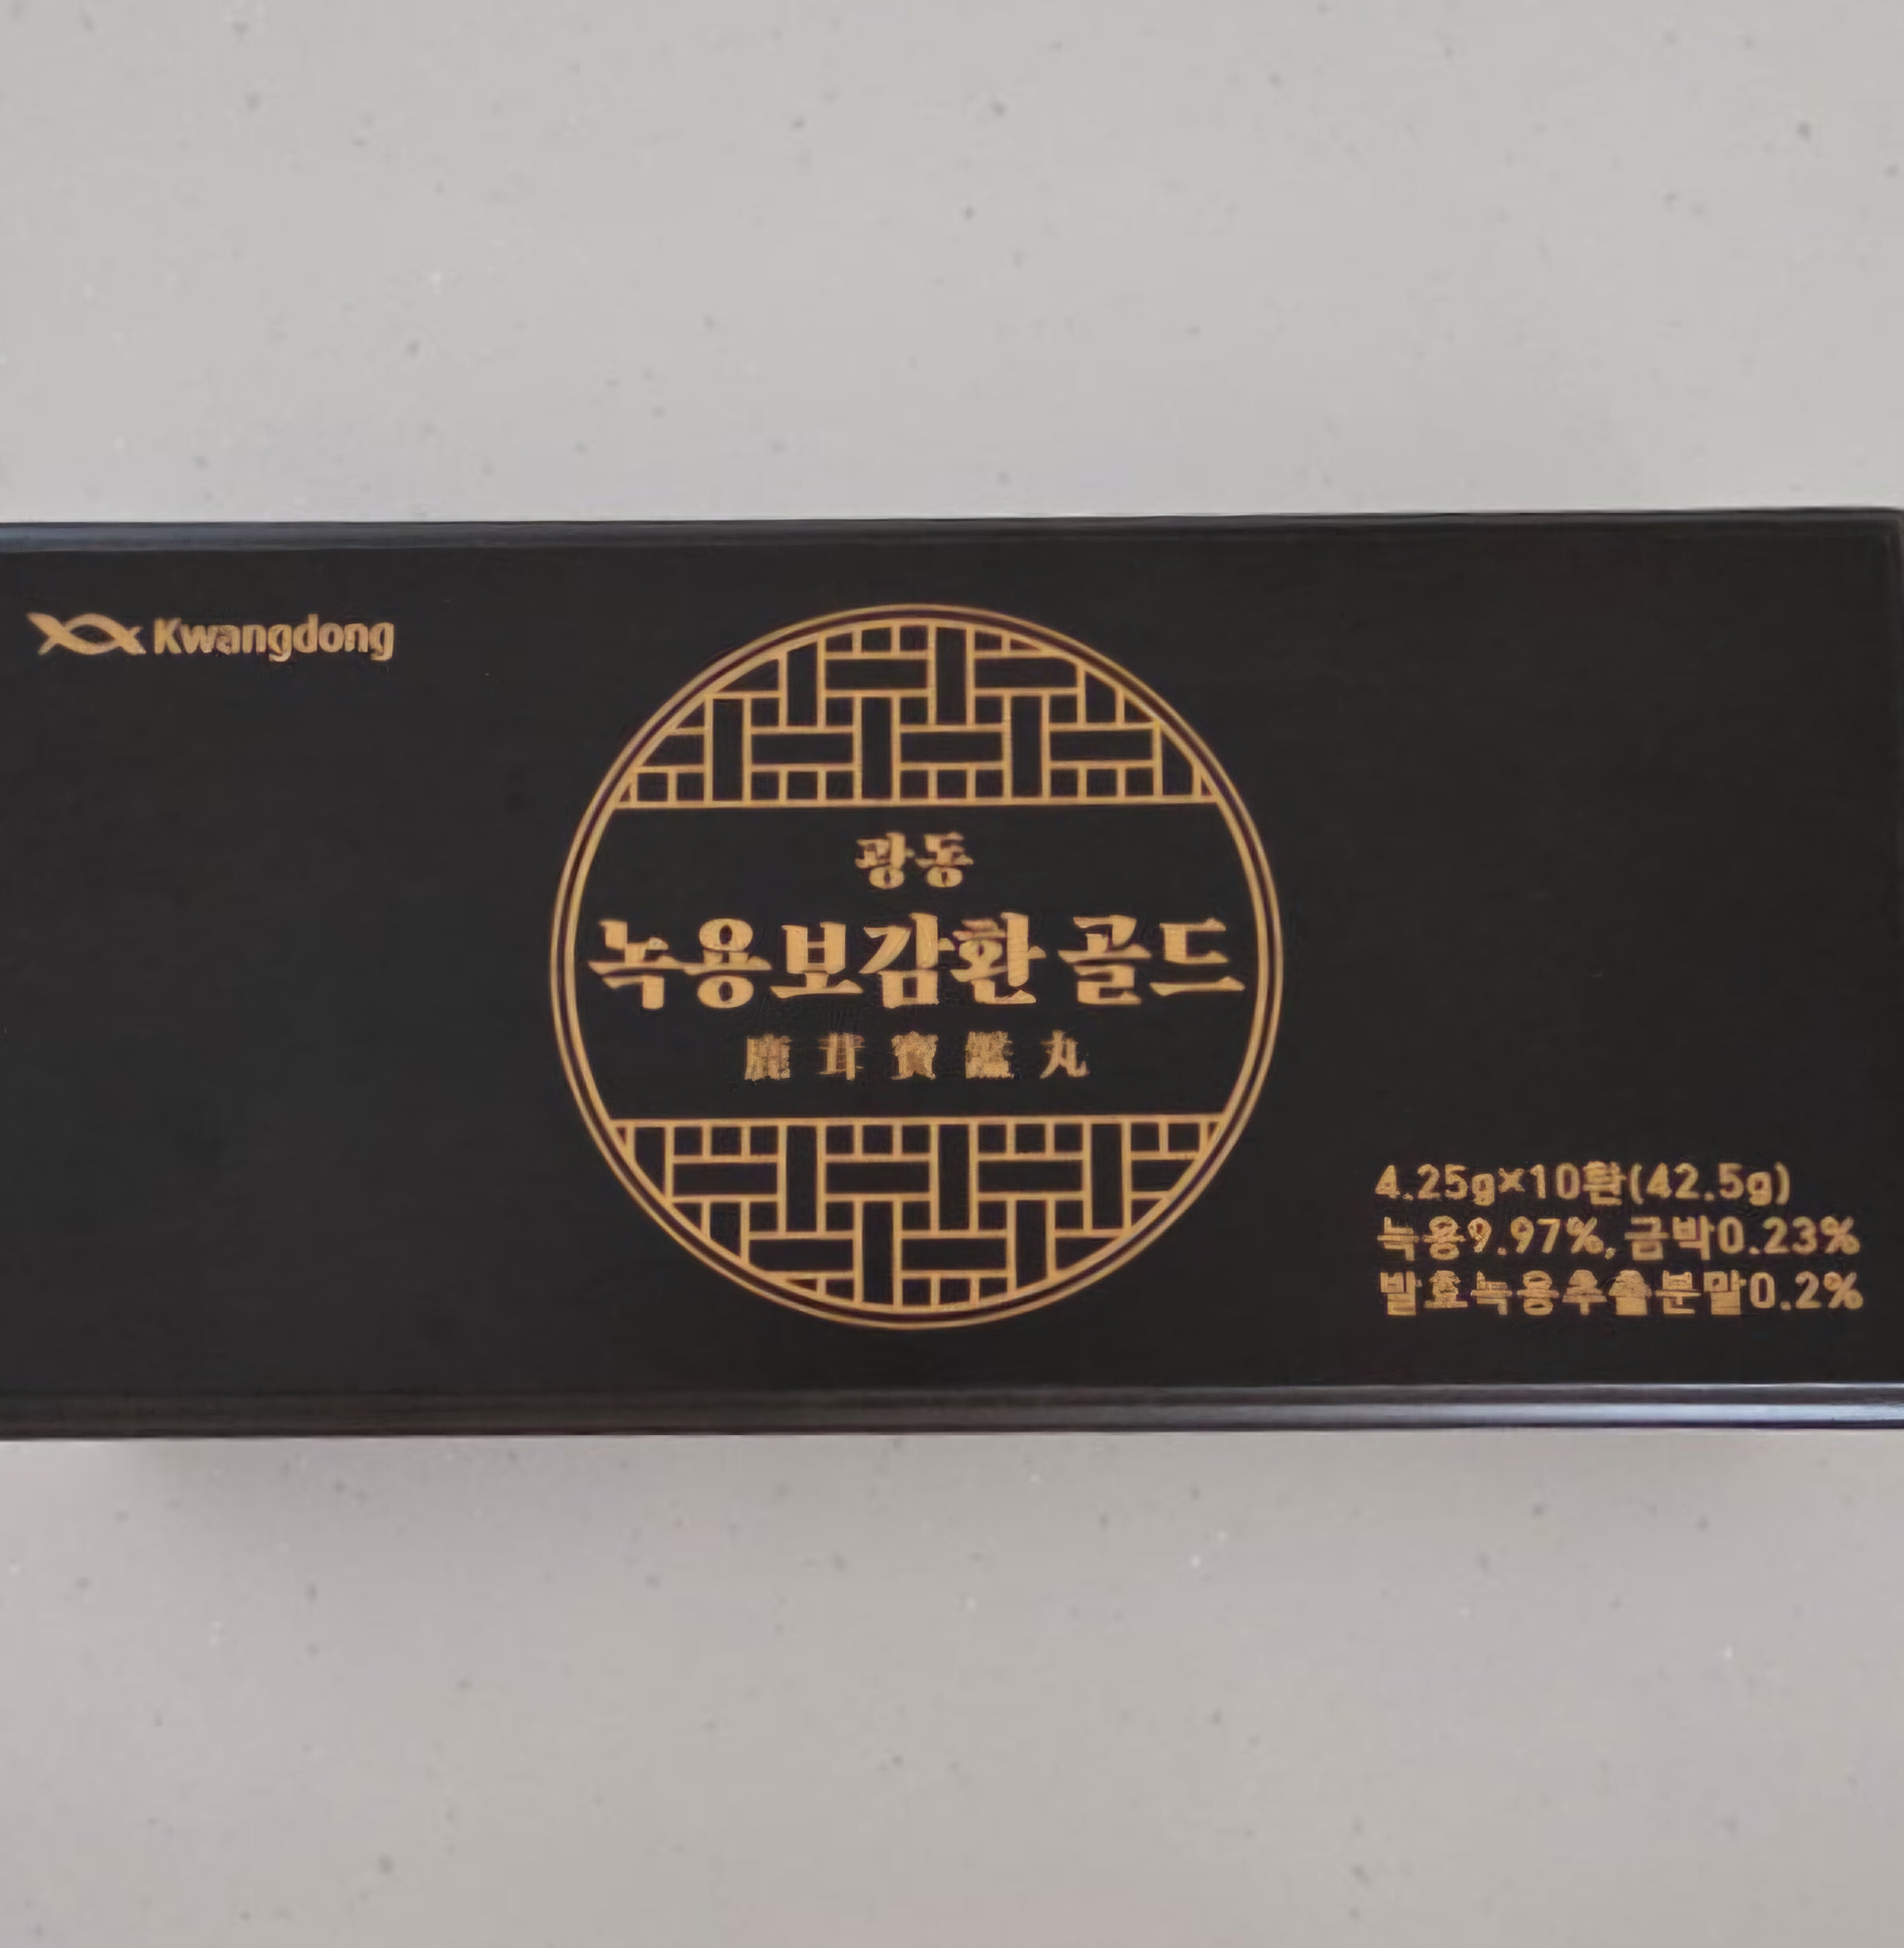 Kwangdong
광동
녹용보감환 골드
鹿茸寶鑑丸
4.25g×10환(42.5g)
녹용9.97%, 금박0.23%
발효녹용추출분말0.2%